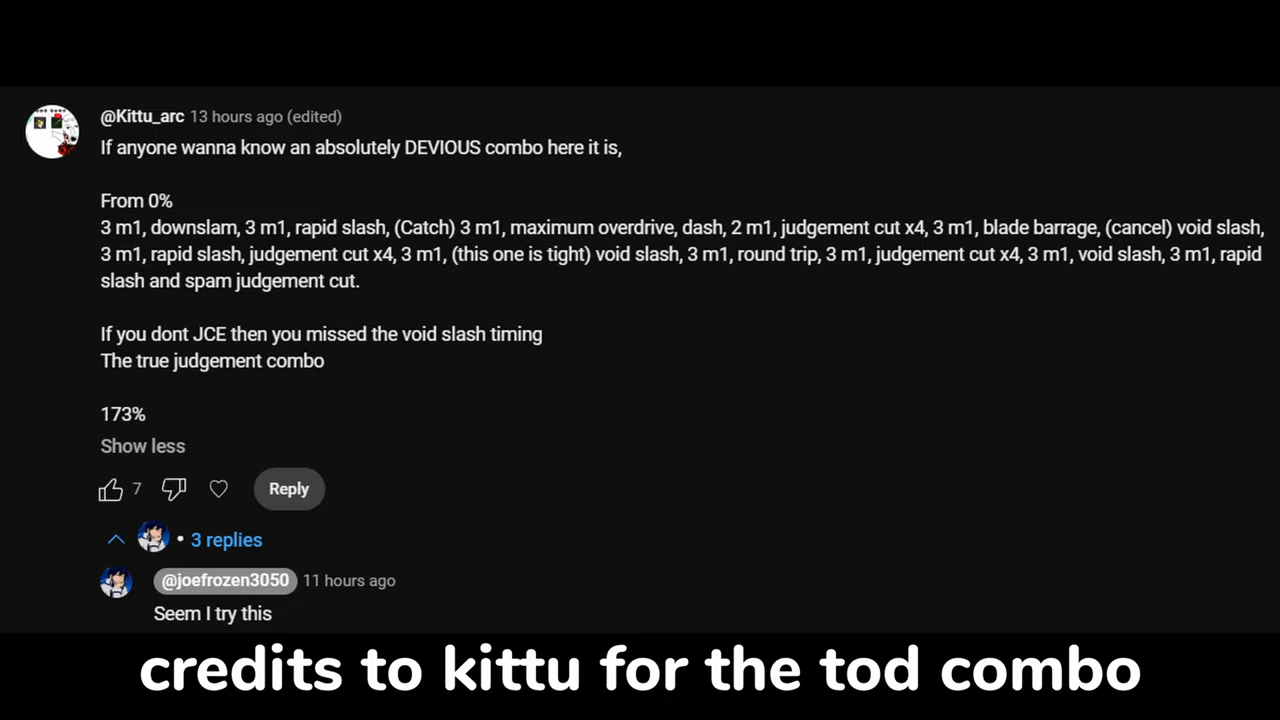 @Kittu_arc 13 hours ago (edited)
If anyone wanna know an absolutely DEVIOUS combo here it is,
From 0%
3 m1, downslam, 3 m1, rapid slash, (Catch) 3 m1, maximum overdrive, dash, 2 m1, judgement cut x4, 3 m1, blade barrage, (cancel) void slash,
3 m1, rapid slash, judgement cut x4, 3 m1, (this one is tight) void slash, 3 m1, round trip, 3 m1, judgement cut x4, 3 m1, void slash, 3 m1, rapid
slash and spam judgement cut.
If you dont JCE then you missed the void slash timing
The true judgement combo
173%
Show less
7 Reply
• 3 replies
@joefrozen3050 11 hours ago
Seem I try this
credits to kittu for the tod combo